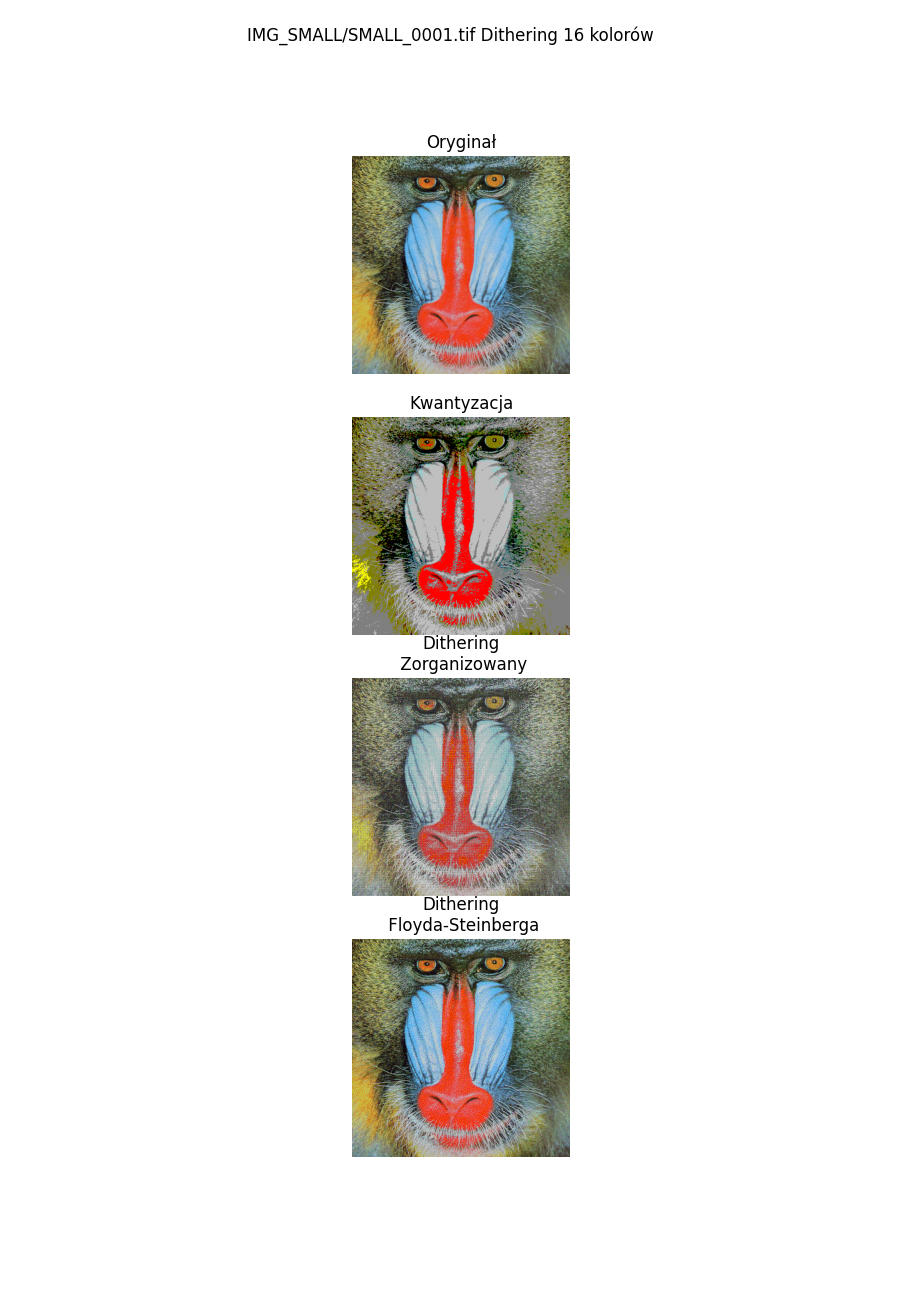 IMG_SMALL/SMALL_0001.tif Dithering 16 kolorów
Oryginał
Kwantyzacja
Dithering
Zorganizowany
Dithering
Floyda-Steinberga